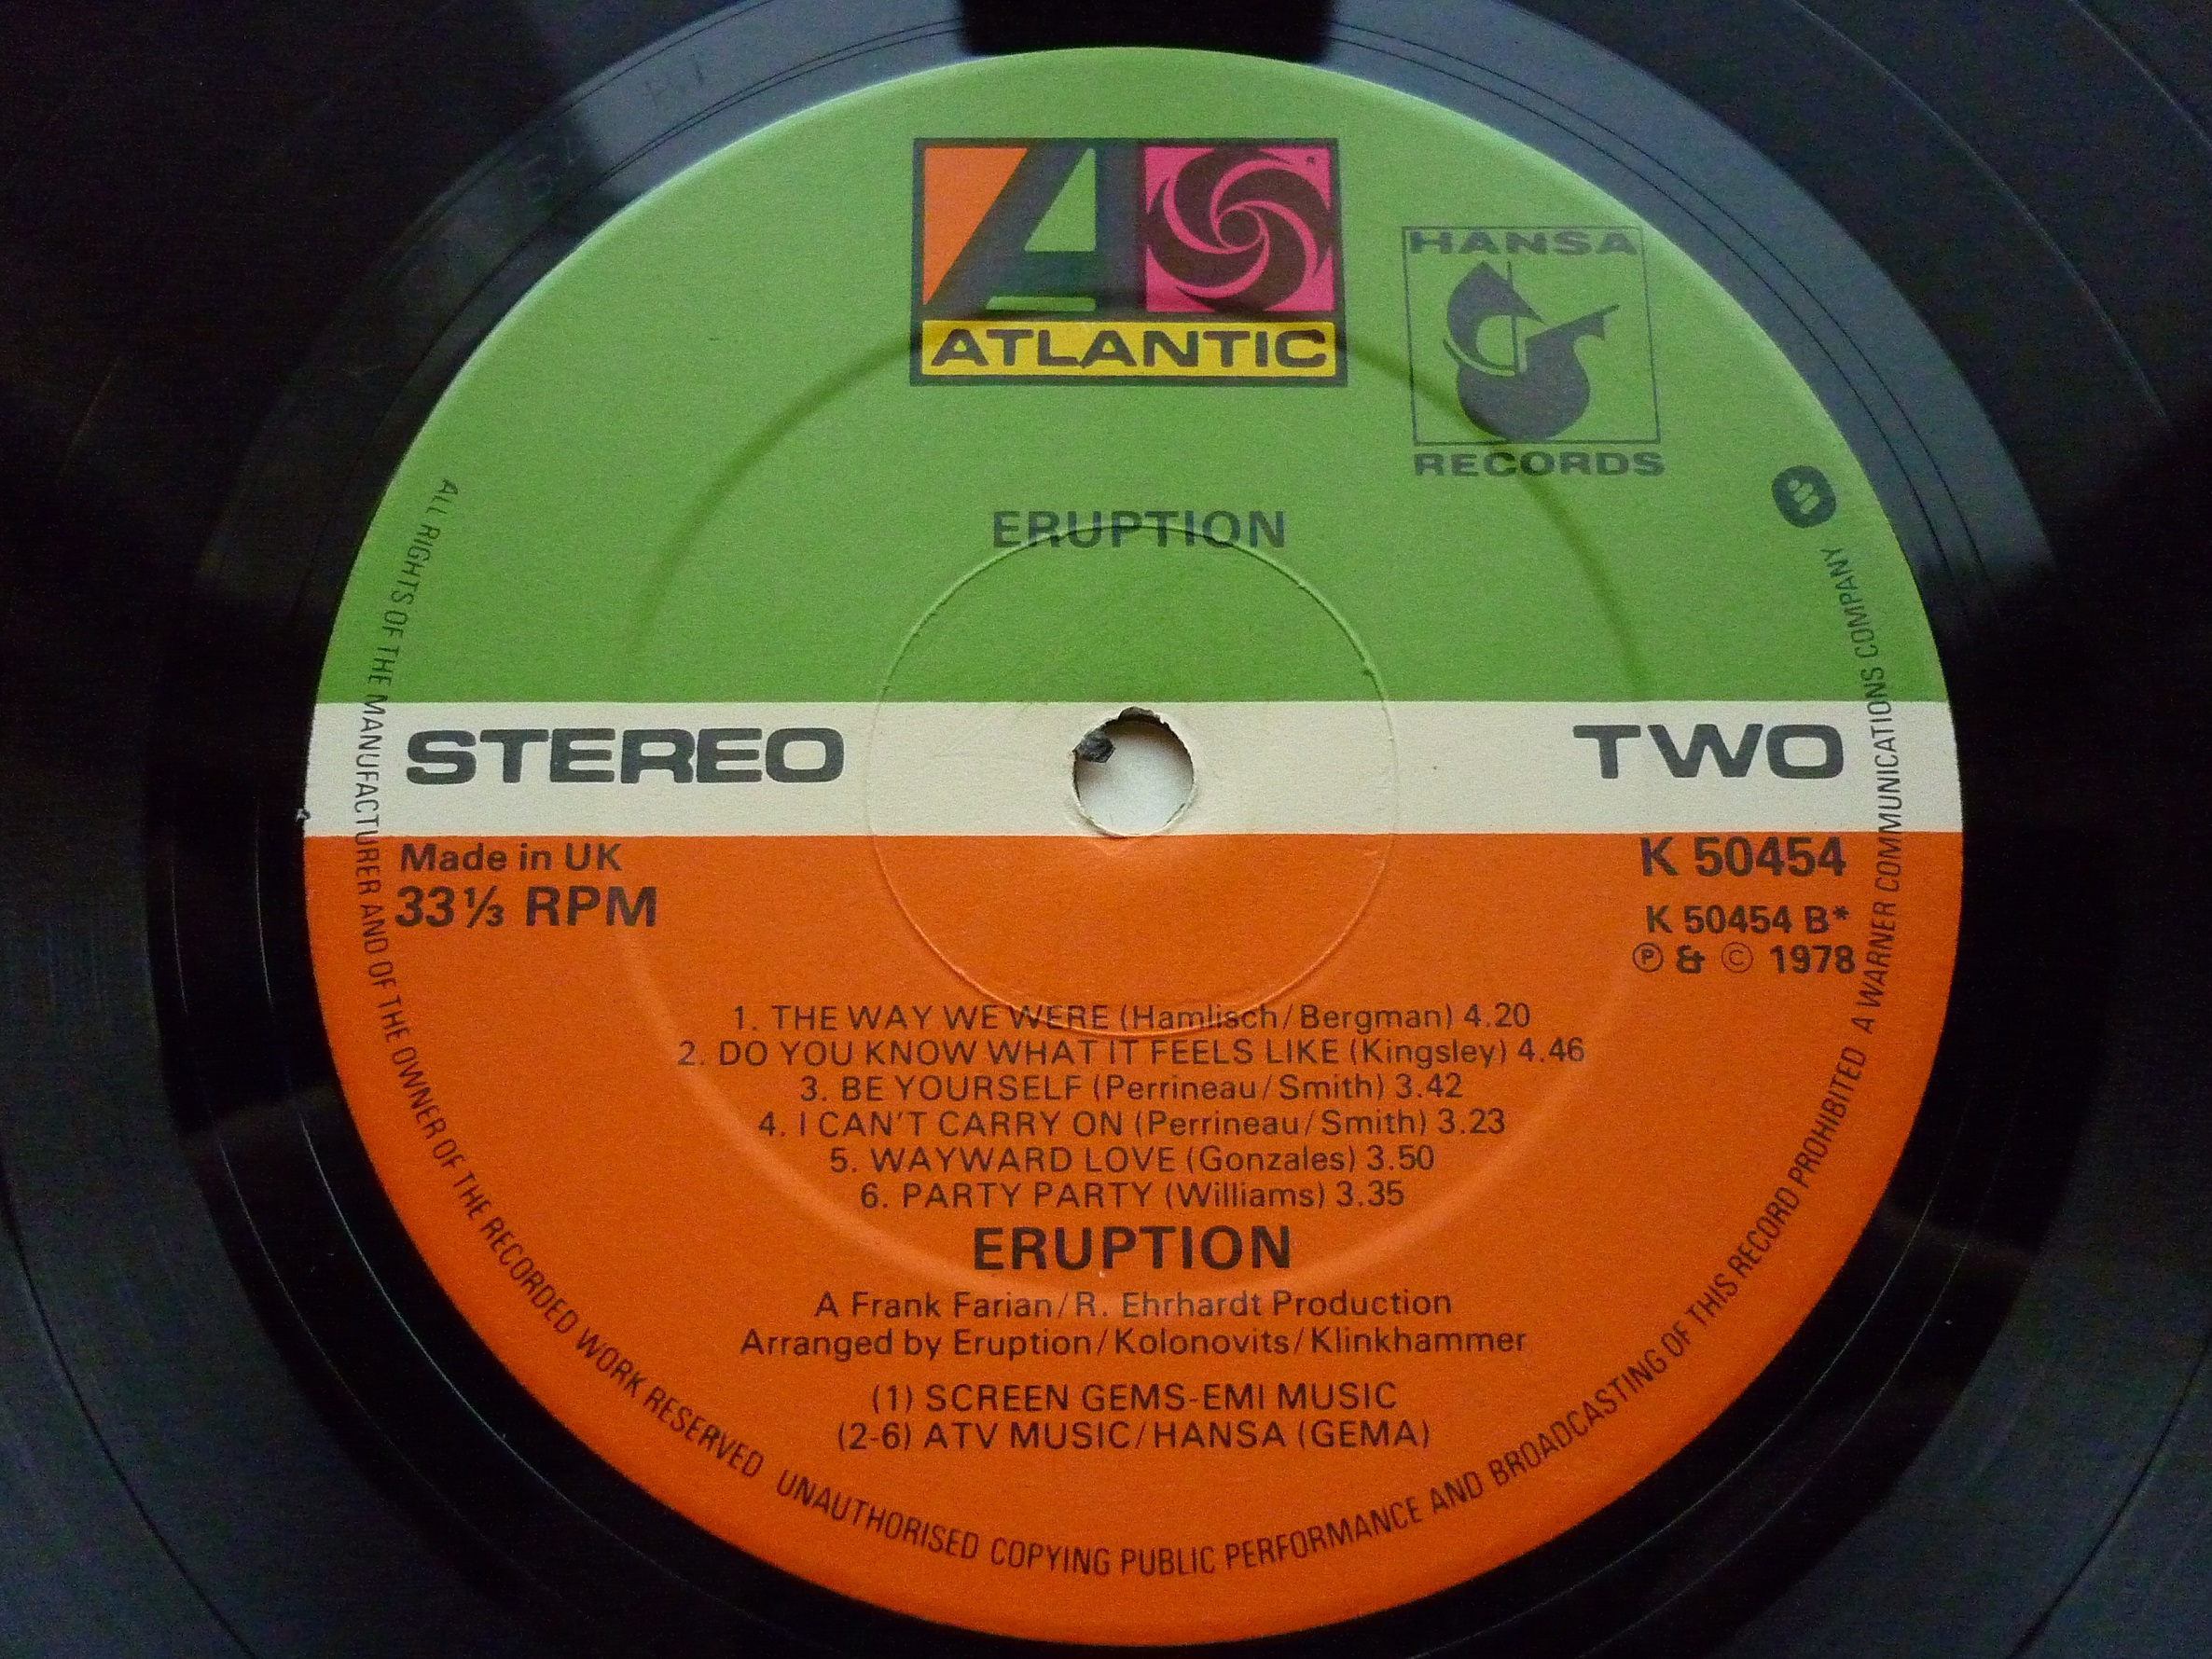 ATLANTIC
HANSA
RECORDS
ERUPTION
STEREO
TWO
Made in UK
33⅓ RPM
K 50454
K 50454 B*
Ⓟ & © 1978
1. THE WAY WE WERE (Hamlisch/Bergman) 4.20
2. DO YOU KNOW WHAT IT FEELS LIKE (Kingsley) 4.46
3. BE YOURSELF (Perrineau/Smith) 3.42
4. I CAN'T CARRY ON (Perrineau/Smith) 3.23
5. WAYWARD LOVE (Gonzales) 3.50
6. PARTY PARTY (Williams) 3.35
ERUPTION
A Frank Farian/R. Ehrhardt Production
Arranged by Eruption/Kolonovits/Klinkhammer
(1) SCREEN GEMS-EMI MUSIC
(2-6) ATV MUSIC/HANSA (GEMA)
ALL RIGHTS OF THE MANUFACTURER AND OF THE OWNER OF THE RECORDED WORK RESERVED UNAUTHORISED COPYING PUBLIC PERFORMANCE AND BROADCASTING OF THIS RECORD PROHIBITED A WARNER COMMUNICATIONS COMPANY